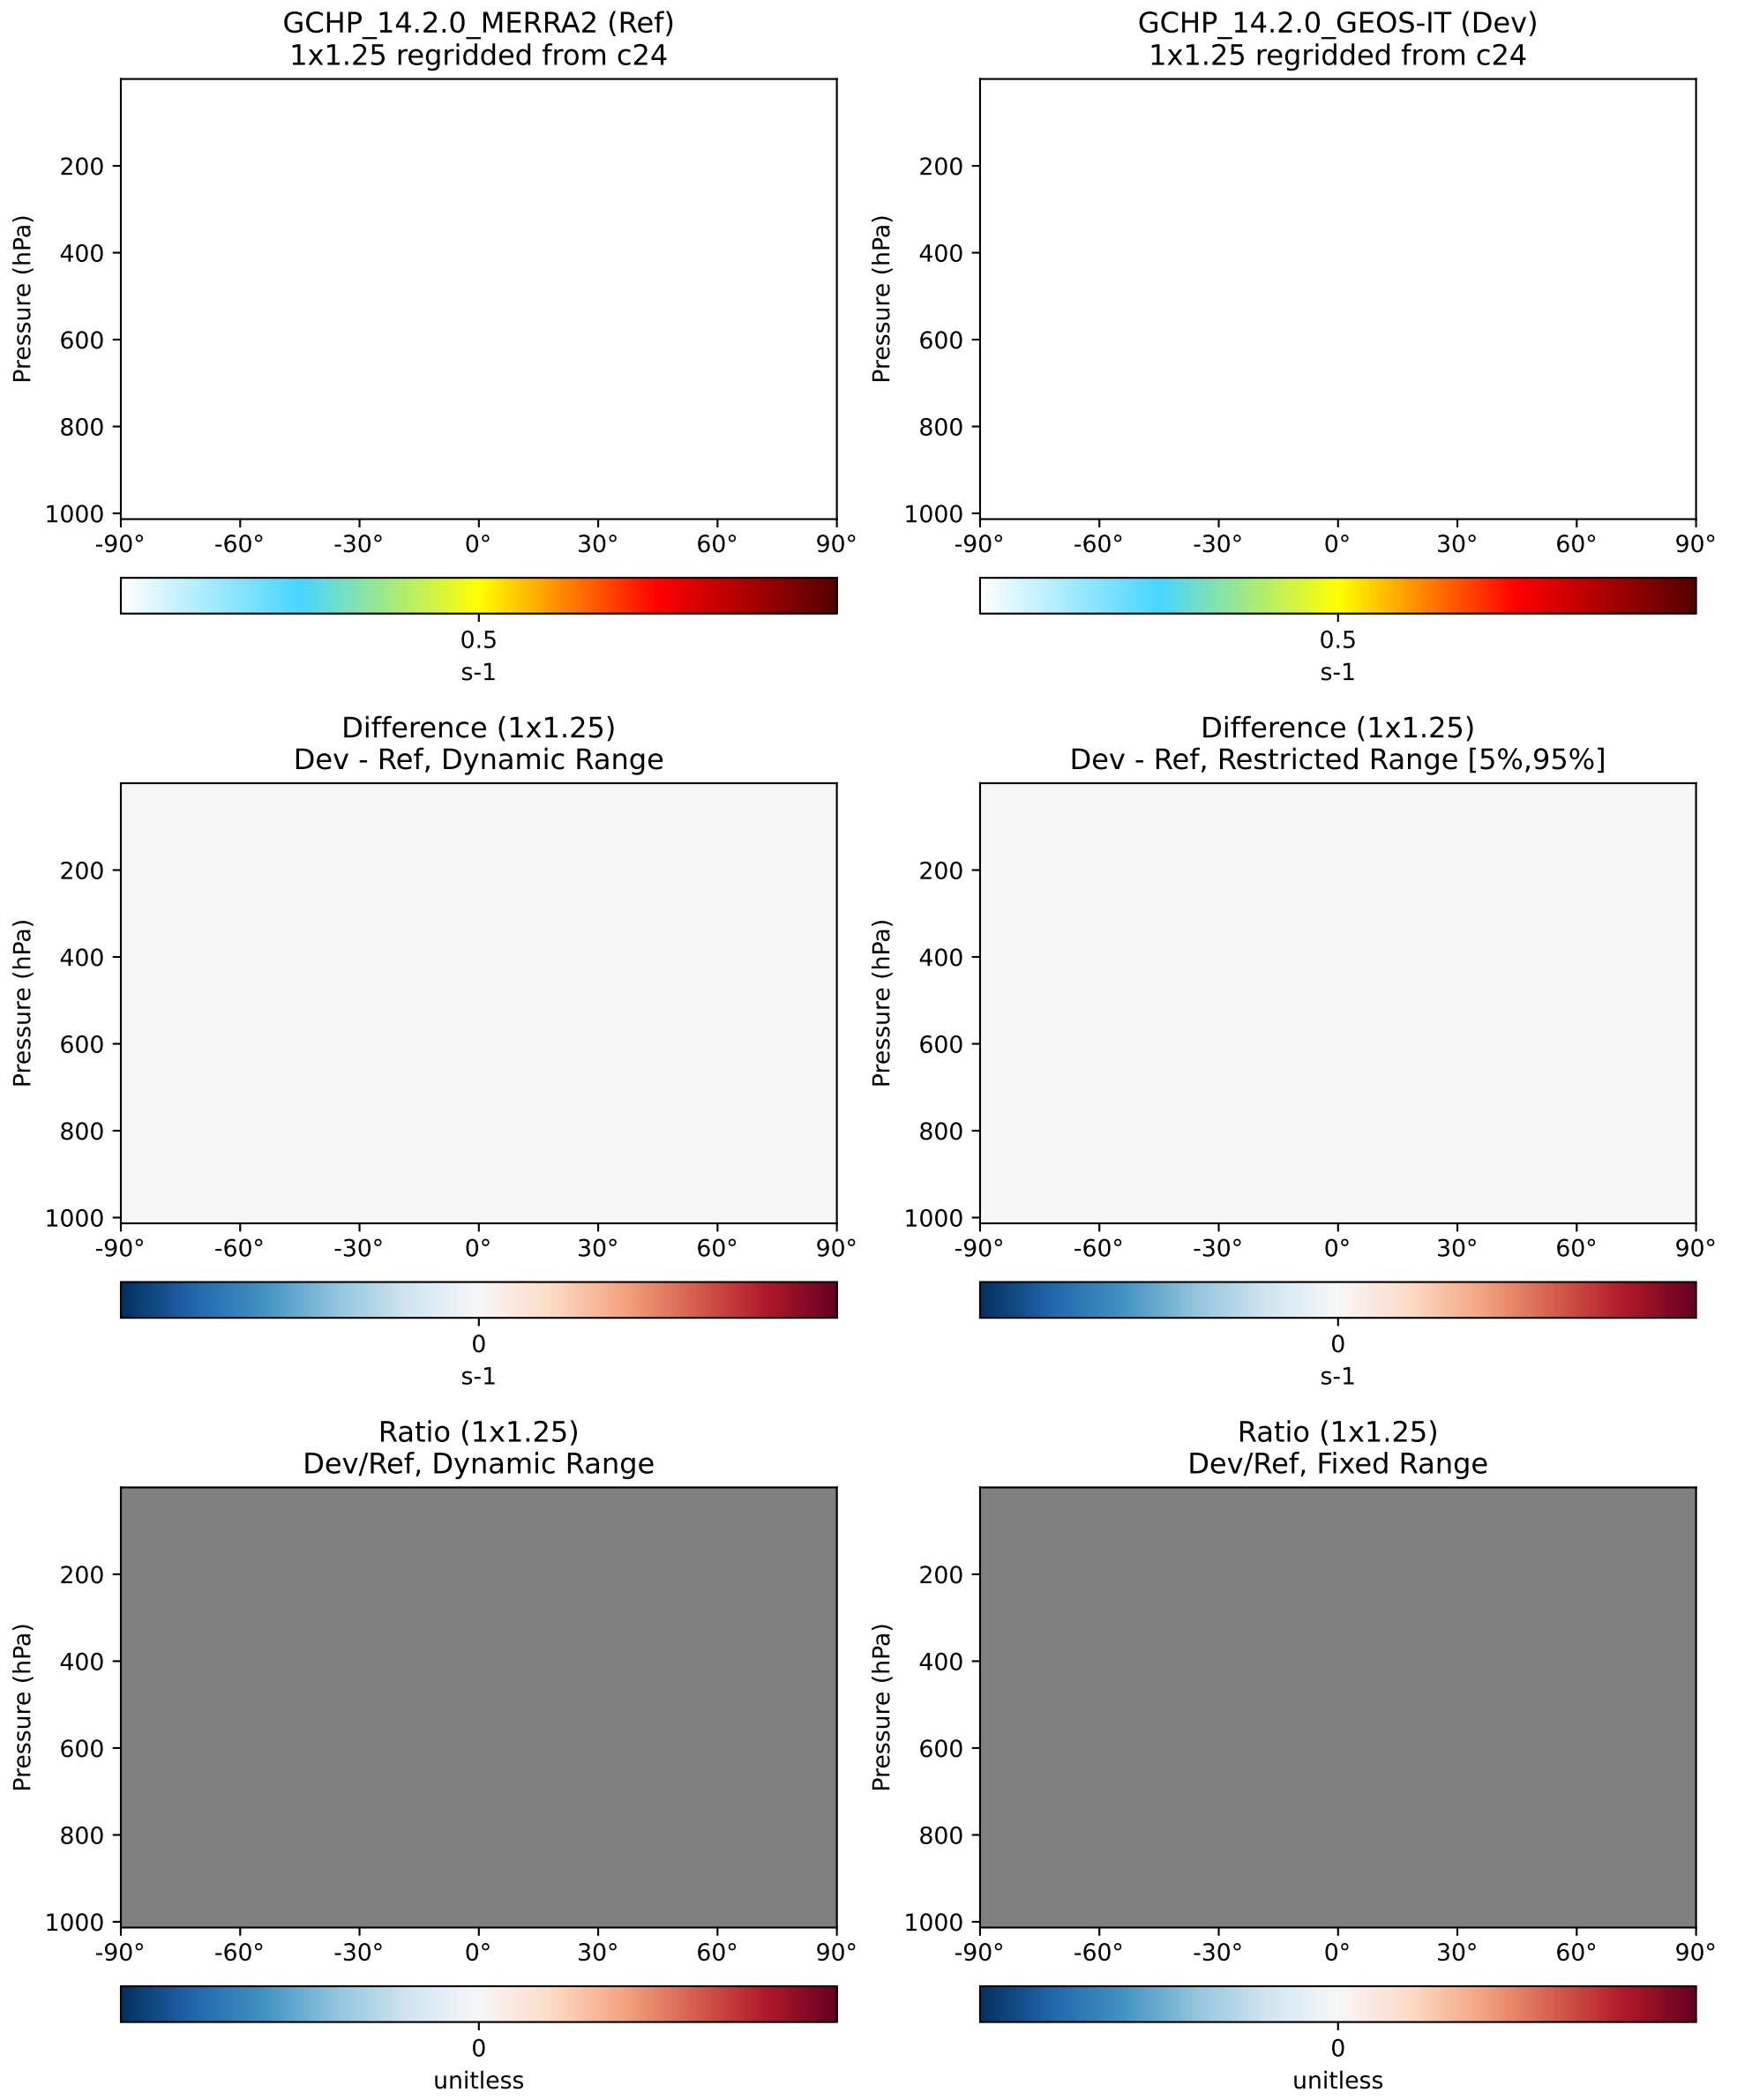 GCHP_14.2.0_MERRA2 (Ref)
1x1.25 regridded from c24
Pressure (hPa)
200
400
600
800
1000
-90° -60° -30° 0° 30° 60° 90°
0.5
s-1
GCHP_14.2.0_GEOS-IT (Dev)
1x1.25 regridded from c24
Pressure (hPa)
200
400
600
800
1000
-90° -60° -30° 0° 30° 60° 90°
0.5
s-1
Difference (1x1.25)
Dev - Ref, Dynamic Range
Pressure (hPa)
200
400
600
800
1000
-90° -60° -30° 0° 30° 60° 90°
0
s-1
Difference (1x1.25)
Dev - Ref, Restricted Range [5%,95%]
Pressure (hPa)
200
400
600
800
1000
-90° -60° -30° 0° 30° 60° 90°
0
s-1
Ratio (1x1.25)
Dev/Ref, Dynamic Range
Pressure (hPa)
200
400
600
800
1000
-90° -60° -30° 0° 30° 60° 90°
0
unitless
Ratio (1x1.25)
Dev/Ref, Fixed Range
Pressure (hPa)
200
400
600
800
1000
-90° -60° -30° 0° 30° 60° 90°
0
unitless